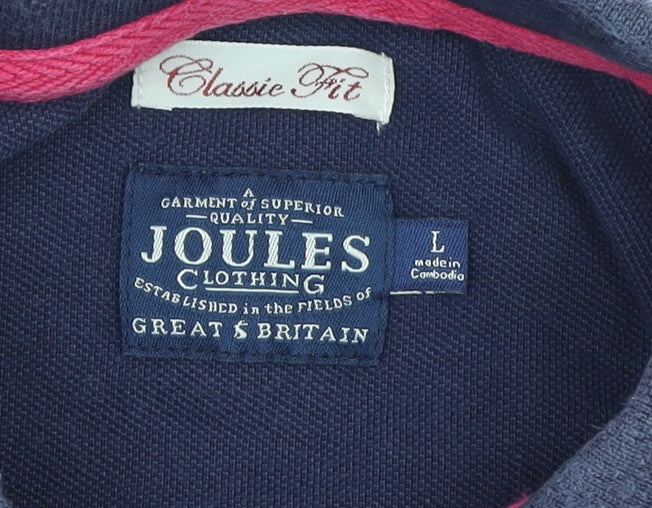 Classic Fit
A
GARMENT of SUPERIOR
QUALITY
JOULES
CLOTHING
ESTABLISHED in the FIELDS of
GREAT BRITAIN
L
made in
Cambodia